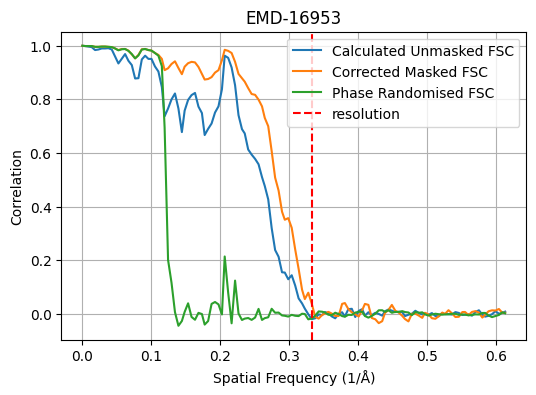 EMD-16953
Calculated Unmasked FSC
Corrected Masked FSC
Phase Randomised FSC
resolution
Correlation
1.0
0.8
0.6
0.4
0.2
0.0
0.0 0.1 0.2 0.3 0.4 0.5 0.6
Spatial Frequency (1/Å)